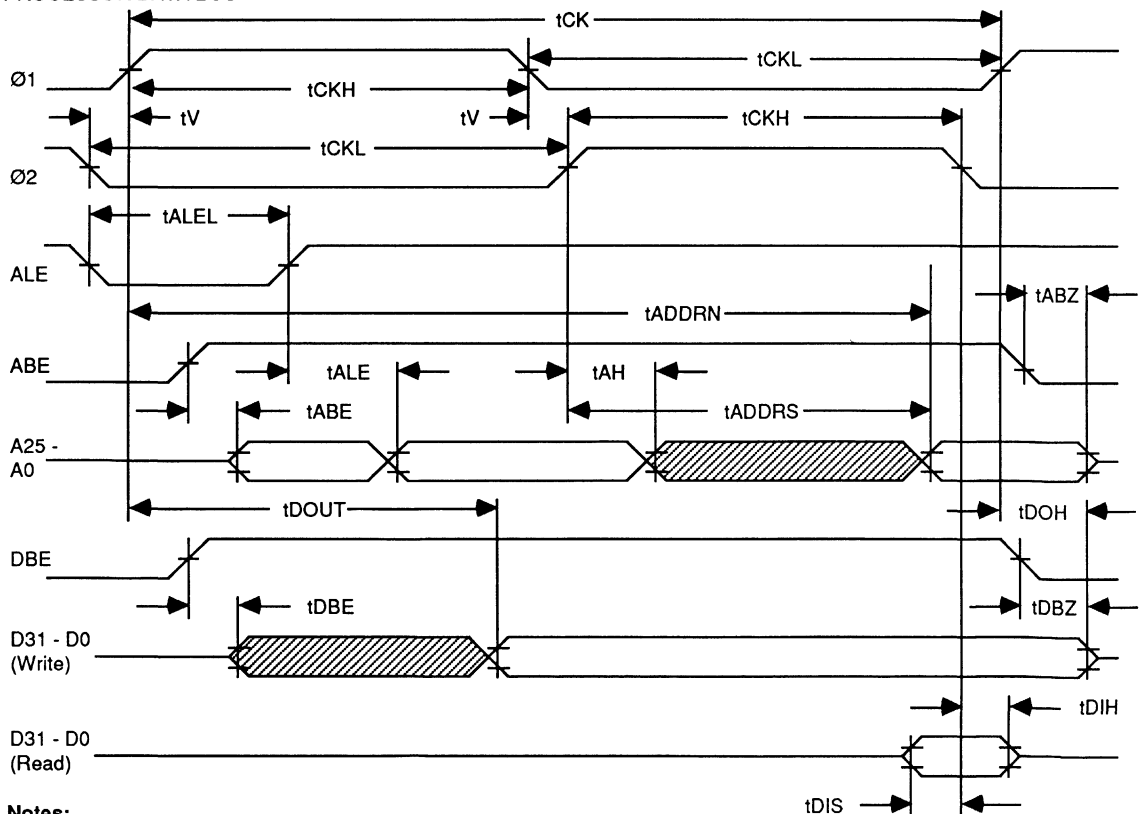 tCK
Ø1
tCKL
tCKH
tV
tV
tCKH
tCKL
Ø2
tALEL
ALE
tABZ
tADDRN
ABE
tALE
tAH
tABE
tADDRS
A25 -
A0
tDOUT
tDOH
DBE
tDBE
tDBZ
D31 - D0
(Write)
tDIH
D31 - D0
(Read)
tDIS
Notes: